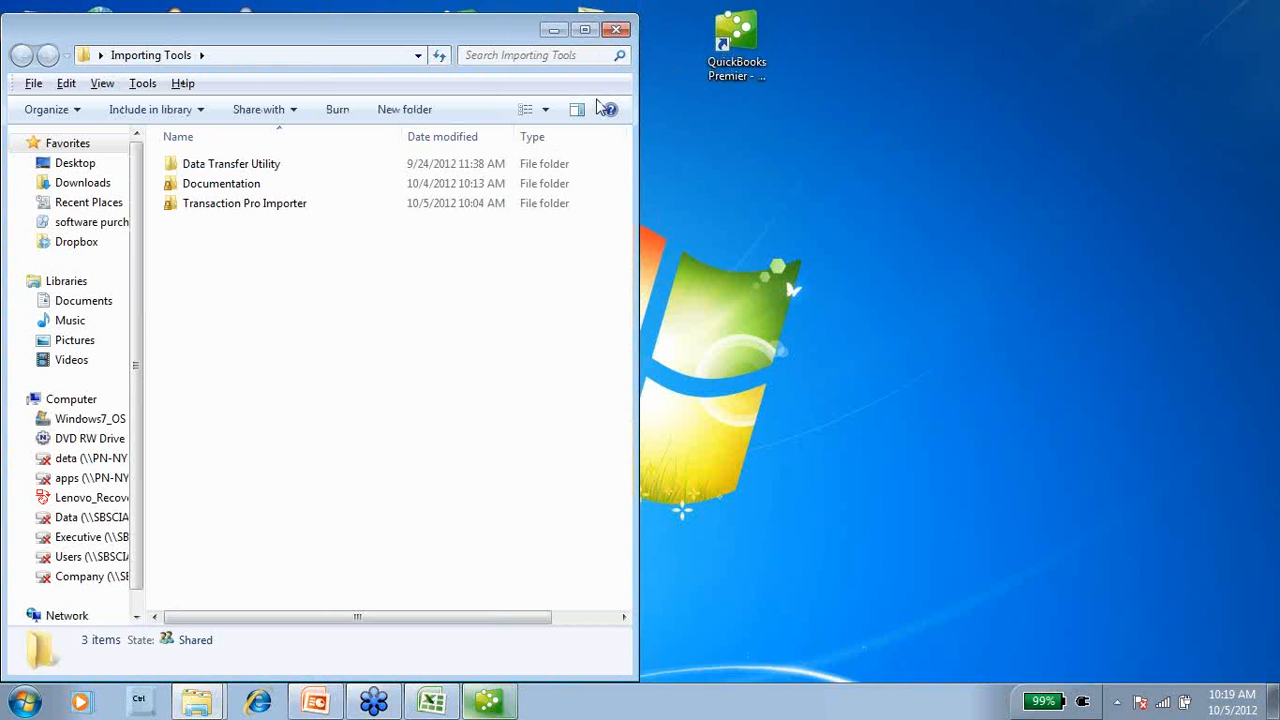 QuickBooks
Premier - ...
Importing Tools
Search Importing Tools
File Edit View Tools Help
Organize Include in library Share with Burn New folder
Name Date modified Type
Favorites
Desktop
Downloads
Recent Places
software purch
Dropbox
Libraries
Documents
Music
Pictures
Videos
Computer
Windows7_OS
DVD RW Drive
deta (\\PN-NY
apps (\\PN-NY
Lenovo_Recov
Data (\\SBSCIA
Executive (\\SB
Users (\\SBSCIA
Company (\\SB
Network
Data Transfer Utility 9/24/2012 11:38 AM File folder
Documentation 10/4/2012 10:13 AM File folder
Transaction Pro Importer 10/5/2012 10:04 AM File folder
3 items State: Shared
Ctrl
99%
10:19 AM
10/5/2012